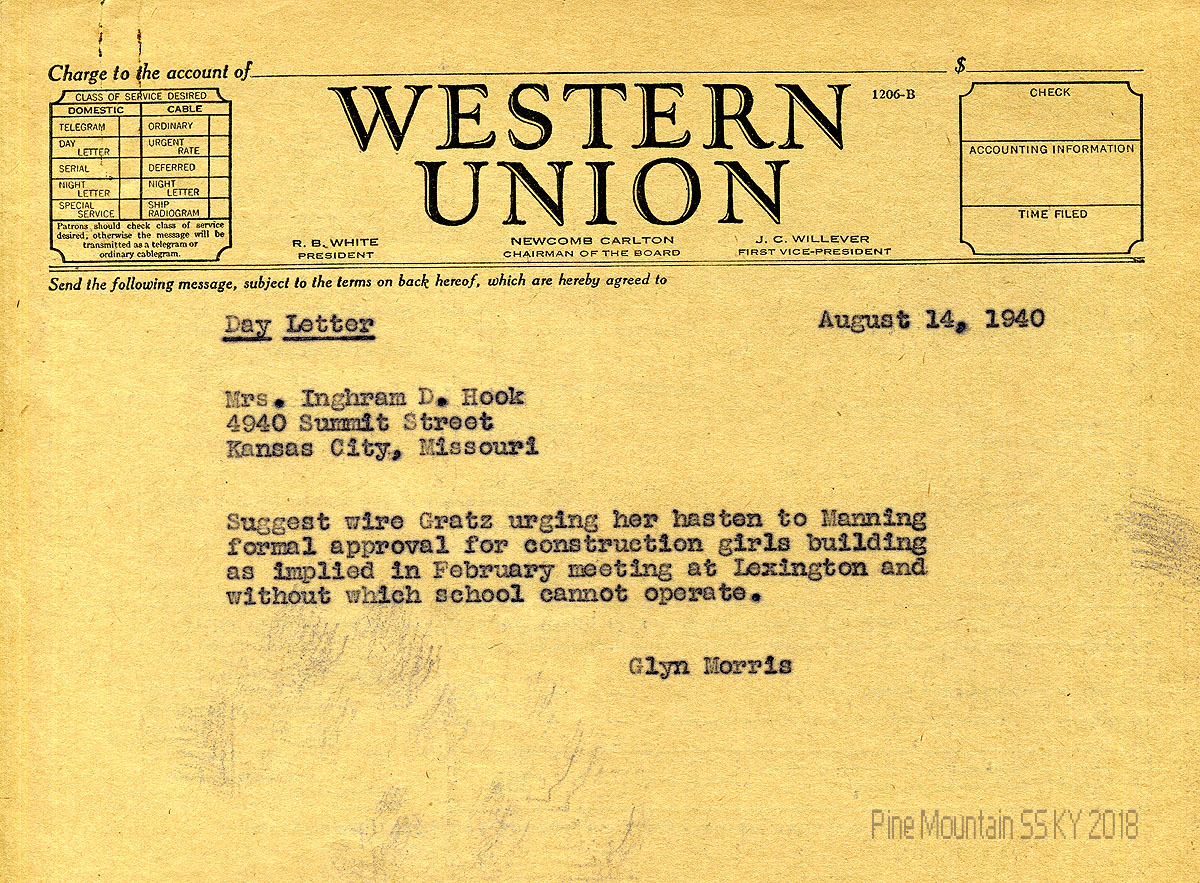 Charge to the account of $
CLASS OF SERVICE DESIRED
DOMESTIC CABLE
TELEGRAM ORDINARY
DAY LETTER URGENT RATE
SERIAL DEFERRED
NIGHT LETTER NIGHT LETTER
SPECIAL SERVICE SHIP RADIOGRAM
Patrons should check class of service
desired; otherwise the message will be
transmitted as a telegram or
ordinary cablegram.
WESTERN
UNION
1206-B
R. B. WHITE
PRESIDENT
NEWCOMB CARLTON
CHAIRMAN OF THE BOARD
J. C. WILLEVER
FIRST VICE-PRESIDENT
CHECK
ACCOUNTING INFORMATION
TIME FILED
Send the following message, subject to the terms on back hereof, which are hereby agreed to
Day Letter
August 14, 1940
Mrs. Inghram D. Hook
4940 Summit Street
Kansas City, Missouri
Suggest wire Gratz urging her hasten to Manning
formal approval for construction girls building
as implied in February meeting at Lexington and
without which school cannot operate.
Glyn Morris
Pine Mountain SS KY 2018